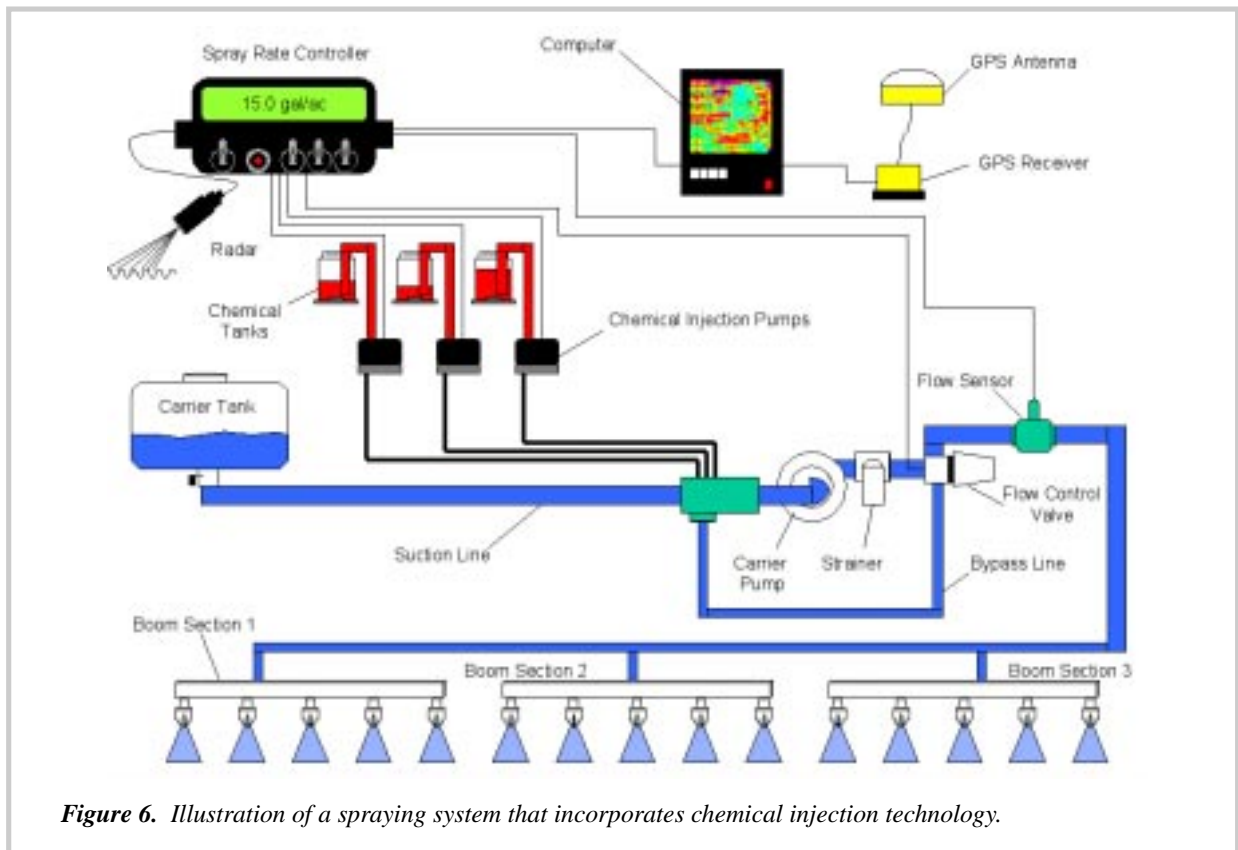 Spray Rate Controller
Computer
GPS Antenna
15.0 gal/ac
GPS Receiver
Radar
Chemical
Tanks
Chemical Injection Pumps
Carrier Tank
Flow Sensor
Flow Control
Valve
Suction Line
Carrier
Pump
Strainer
Bypass Line
Boom Section 1
Boom Section 2
Boom Section 3
Figure 6. Illustration of a spraying system that incorporates chemical injection technology.